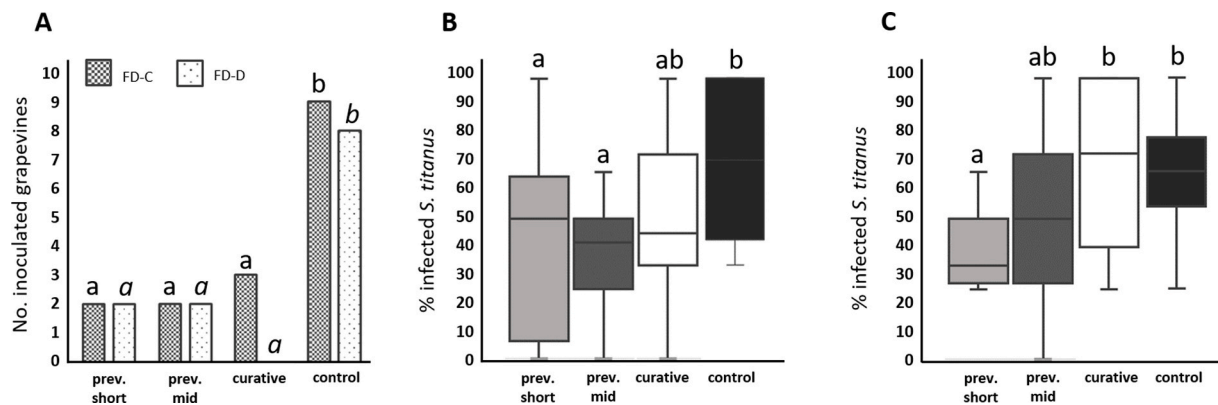 A
No. inoculated grapevines
10
9
8
7
6
5
4
3
2
1
0
FD-C
FD-D
a
a
a
a
a
a
b
b
prev.
short
prev.
mid
curative
control
B
% infected S. titanus
100
90
80
70
60
50
40
30
20
10
0
a
a
ab
b
prev.
short
prev.
mid
curative
control
C
% infected S. titanus
100
90
80
70
60
50
40
30
20
10
0
a
ab
b
b
prev.
short
prev.
mid
curative
control